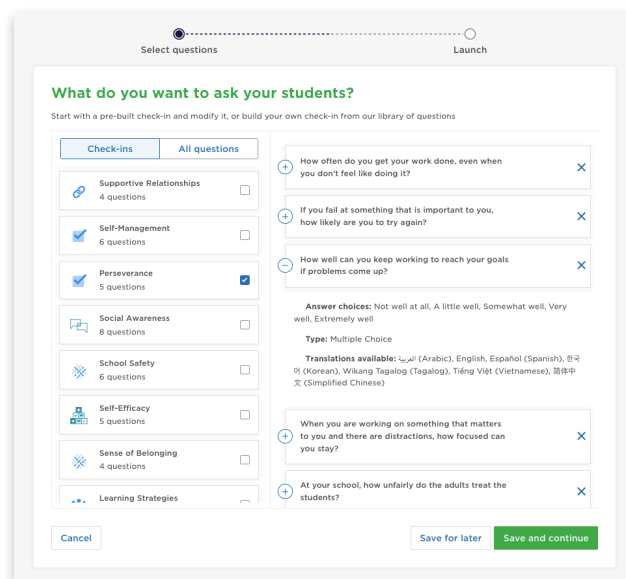 Select questions
Launch
What do you want to ask your students?
Start with a pre-built check-in and modify it, or build your own check-in from our library of questions
Check-ins
All questions
Supportive Relationships
4 questions
Self-Management
6 questions
Perseverance
5 questions
Social Awareness
8 questions
School Safety
6 questions
Self-Efficacy
5 questions
Sense of Belonging
4 questions
Learning Strategies
How often do you get your work done, even when
you don't feel like doing it?
If you fail at something that is important to you,
how likely are you to try again?
How well can you keep working to reach your goals
if problems come up?
Answer choices: Not well at all, A little well, Somewhat well, Very
well, Extremely well
Type: Multiple Choice
Translations available: العربية (Arabic), English, Español (Spanish), 한국
어 (Korean), Wikang Tagalog (Tagalog), Tiếng Việt (Vietnamese), 简体中
文 (Simplified Chinese)
When you are working on something that matters
to you and there are distractions, how focused can
you stay?
At your school, how unfairly do the adults treat the
students?
Cancel
Save for later
Save and continue